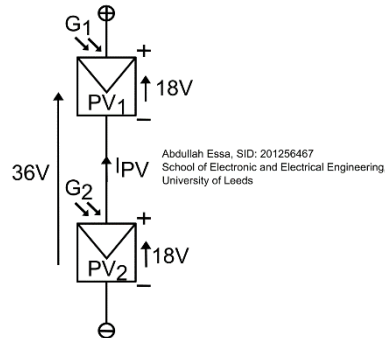 G1
+
PV1
18V
−
36V
IPV
Abdullah Essa, SID: 201256467
School of Electronic and Electrical Engineering,
University of Leeds
G2
+
PV2
18V
−